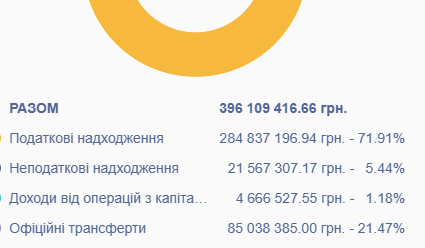 РАЗОМ 396 109 416.66 грн.
Податкові надходження 284 837 196.94 грн. - 71.91%
Неподаткові надходження 21 567 307.17 грн. - 5.44%
Доходи від операцій з капіта... 4 666 527.55 грн. - 1.18%
Офіційні трансферти 85 038 385.00 грн. - 21.47%